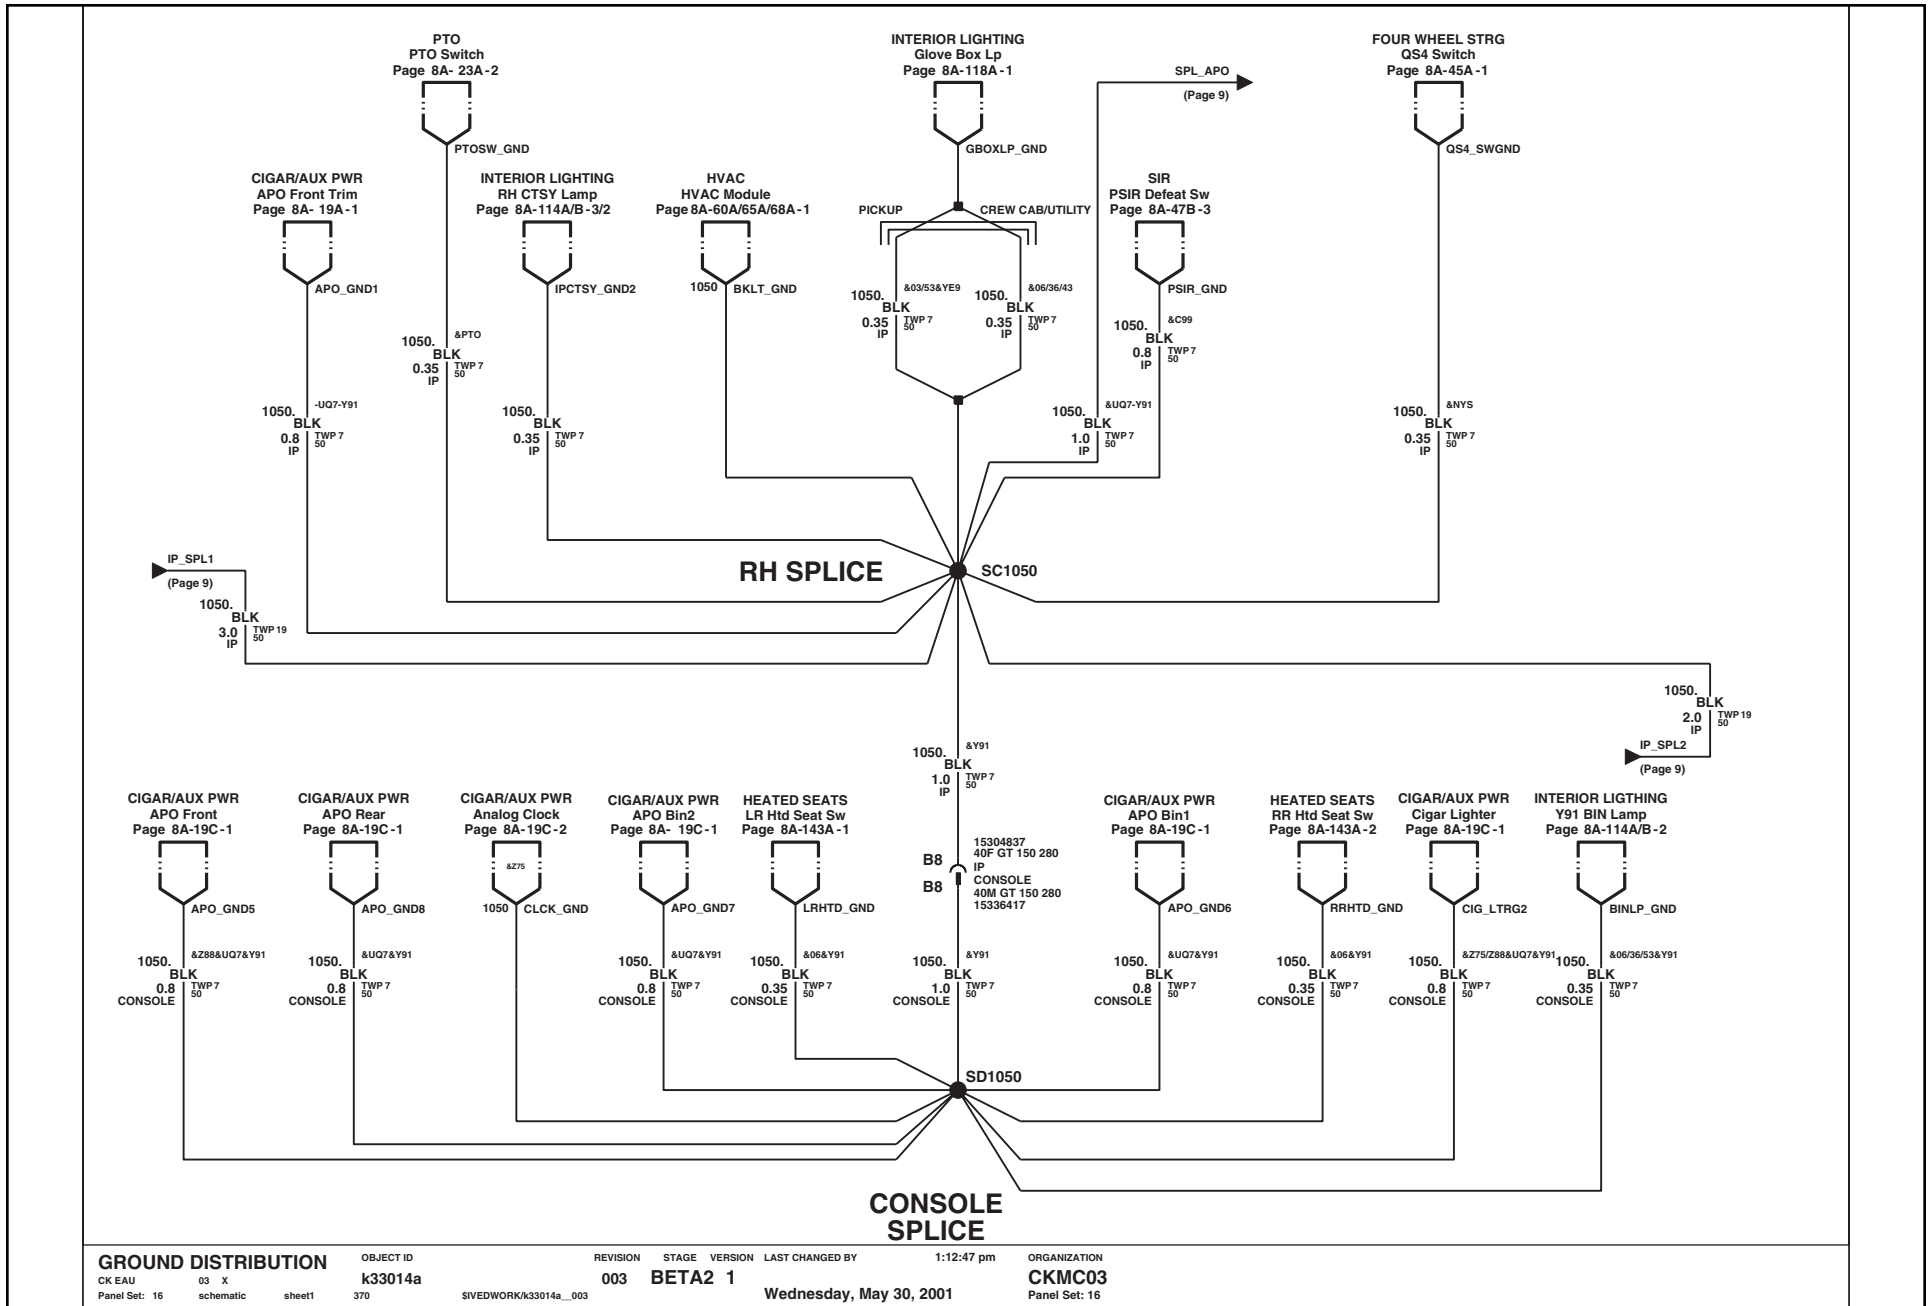 PTO
PTO Switch
Page 8A- 23A-2
PTOSW_GND
INTERIOR LIGHTING
Glove Box Lp
Page 8A-118A-1
GBOXLP_GND
SPL_APO
(Page 9)
FOUR WHEEL STRG
QS4 Switch
Page 8A-45A-1
QS4_SWGND
CIGAR/AUX PWR
APO Front Trim
Page 8A- 19A-1
APO_GND1
INTERIOR LIGHTING
RH CTSY Lamp
Page 8A-114A/B-3/2
IPCTSY_GND2
HVAC
HVAC Module
Page 8A-60A/65A/68A-1
1050 BKLT_GND
PICKUP
CREW CAB/UTILITY
SIR
PSIR Defeat Sw
Page 8A-47B-3
PSIR_GND
1050. &03/53&YE9
BLK
0.35 TWP 7
IP 50
1050. &06/36/43
BLK
0.35 TWP 7
IP 50
1050. &C99
BLK
0.8 TWP 7
IP 50
1050. &PTO
BLK
0.35 TWP 7
IP 50
1050. -UQ7-Y91
BLK
0.8 TWP 7
IP 50
1050.
BLK
0.35 TWP 7
IP 50
1050. &UQ7-Y91
BLK
1.0 TWP 7
IP 50
1050. &NYS
BLK
0.35 TWP 7
IP 50
IP_SPL1
(Page 9)
RH SPLICE
SC1050
1050.
BLK
3.0 TWP 19
IP 50
1050.
BLK
2.0 TWP 19
IP 50
IP_SPL2
(Page 9)
1050. &Y91
BLK
1.0 TWP 7
IP 50
CIGAR/AUX PWR
APO Front
Page 8A-19C-1
APO_GND5
CIGAR/AUX PWR
APO Rear
Page 8A-19C-1
APO_GND8
CIGAR/AUX PWR
Analog Clock
Page 8A-19C-2
&Z75
1050 CLCK_GND
CIGAR/AUX PWR
APO Bin2
Page 8A- 19C-1
APO_GND7
HEATED SEATS
LR Htd Seat Sw
Page 8A-143A-1
LRHTD_GND
15304837
40F GT 150 280
B8 IP
B8 CONSOLE
40M GT 150 280
15336417
CIGAR/AUX PWR
APO Bin1
Page 8A-19C-1
APO_GND6
HEATED SEATS
RR Htd Seat Sw
Page 8A-143A-2
RRHTD_GND
CIGAR/AUX PWR
Cigar Lighter
Page 8A-19C-1
CIG_LTRG2
INTERIOR LIGTHING
Y91 BIN Lamp
Page 8A-114A/B-2
BINLP_GND
1050. &Z88&UQ7&Y91
BLK
0.8 TWP 7
CONSOLE 50
1050. &UQ7&Y91
BLK
0.8 TWP 7
CONSOLE 50
1050. &UQ7&Y91
BLK
0.8 TWP 7
CONSOLE 50
1050. &06&Y91
BLK
0.35 TWP 7
CONSOLE 50
1050. &Y91
BLK
1.0 TWP 7
CONSOLE 50
1050. &UQ7&Y91
BLK
0.8 TWP 7
CONSOLE 50
1050. &06&Y91
BLK
0.35 TWP 7
CONSOLE 50
1050. &Z75/Z88&UQ7&Y91
BLK
0.8 TWP 7
CONSOLE 50
1050. &06/36/53&Y91
BLK
0.35 TWP 7
CONSOLE 50
SD1050
CONSOLE
SPLICE
GROUND DISTRIBUTION
CK EAU 03 X
Panel Set: 16 schematic sheet1 370
OBJECT ID
k33014a
$IVEDWORK/k33014a__003
REVISION STAGE VERSION LAST CHANGED BY 1:12:47 pm
003 BETA2 1
Wednesday, May 30, 2001
ORGANIZATION
CKMC03
Panel Set: 16